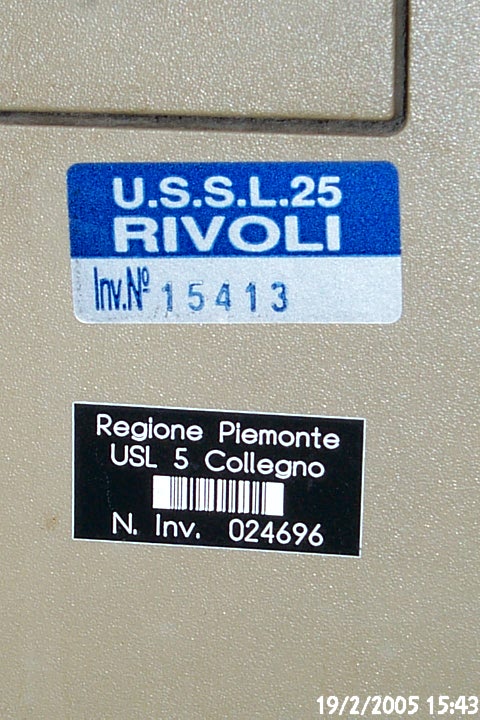 U.S.S.L.25
RIVOLI
Inv.Nº 15413
Regione Piemonte
USL 5 Collegno
N. Inv. 024696
19/2/2005 15:43